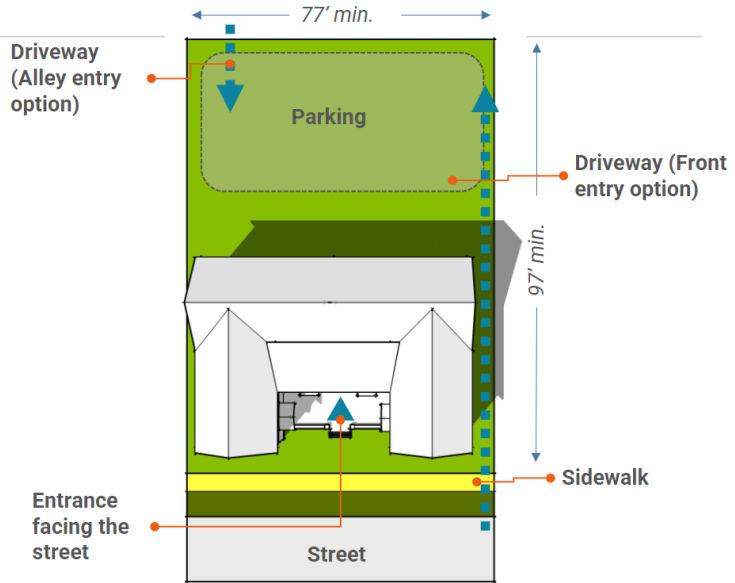 77’ min.
Driveway
(Alley entry
option)
Parking
Driveway (Front
entry option)
97’ min.
Sidewalk
Entrance
facing the
street
Street